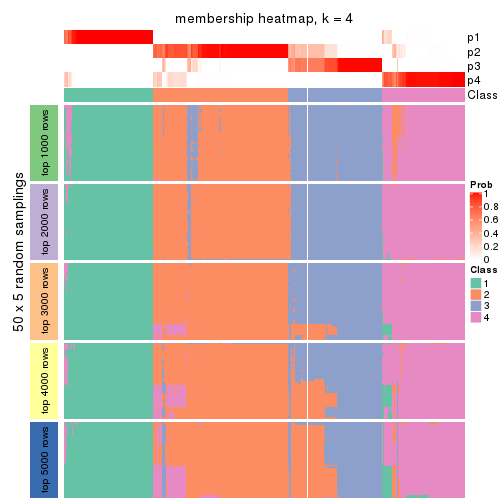 membership heatmap, k = 4
p1
p2
p3
p4
Class
50 x 5 random samplings
top 1000 rows
top 2000 rows
top 3000 rows
top 4000 rows
top 5000 rows
Prob
1
0.8
0.6
0.4
0.2
0
Class
1
2
3
4